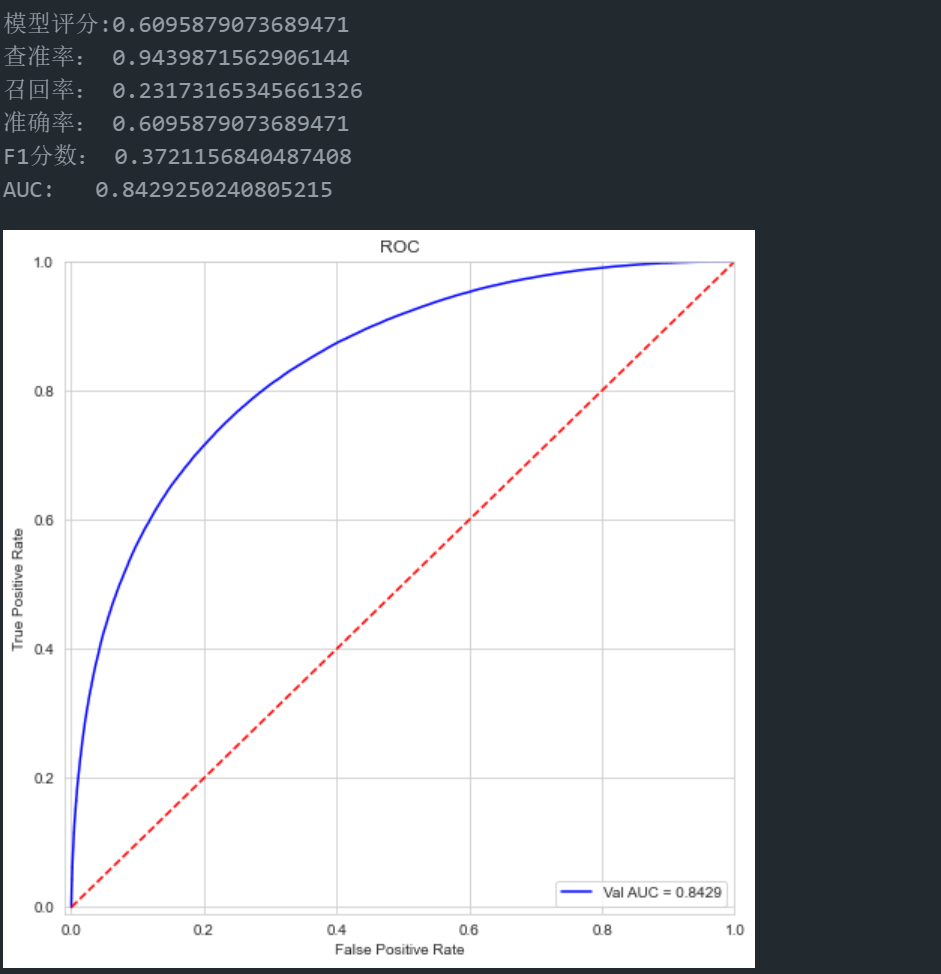 模型评分:0.6095879073689471
查准率： 0.9439871562906144
召回率： 0.23173165345661326
准确率： 0.6095879073689471
F1分数： 0.3721156840487408
AUC: 0.8429250240805215
ROC
1.0
0.8
0.6
0.4
0.2
0.0
True Positive Rate
Val AUC = 0.8429
0.0 0.2 0.4 0.6 0.8 1.0
False Positive Rate